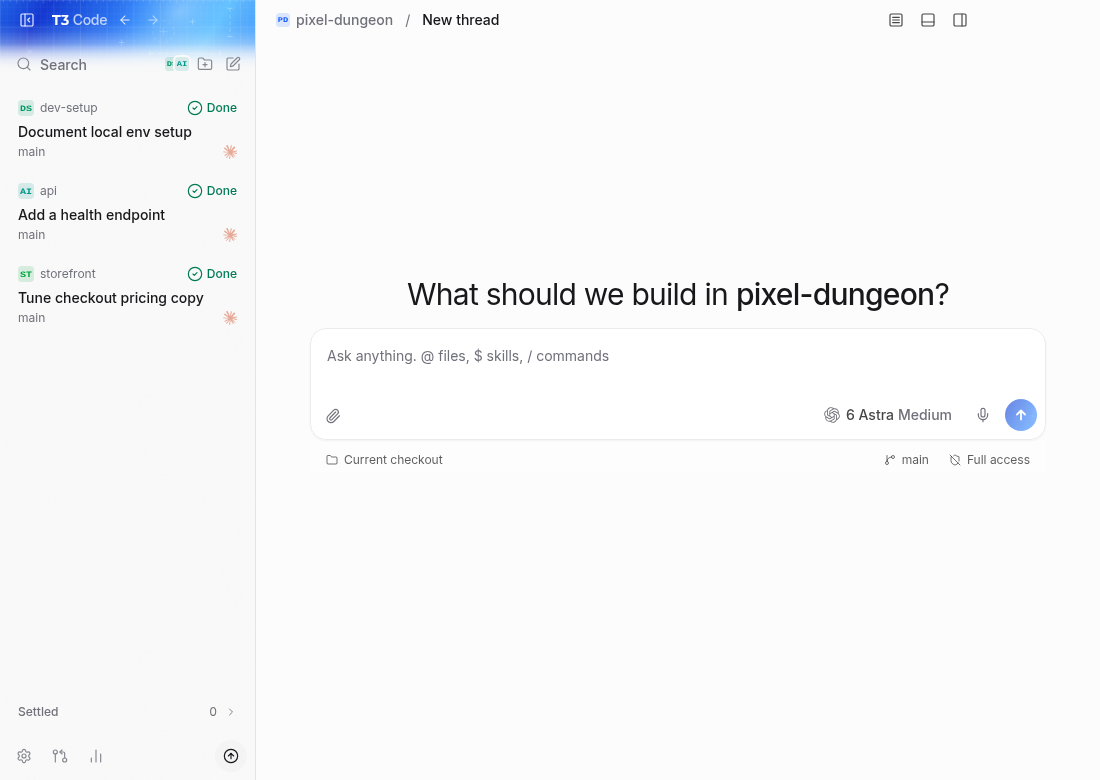 T3 Code
Search
AI
DS dev-setup Done
Document local env setup
main
AI api Done
Add a health endpoint
main
ST storefront Done
Tune checkout pricing copy
main
Settled 0
PD pixel-dungeon / New thread
What should we build in pixel-dungeon?
Ask anything. @ files, $ skills, / commands
6 Astra Medium
Current checkout main Full access